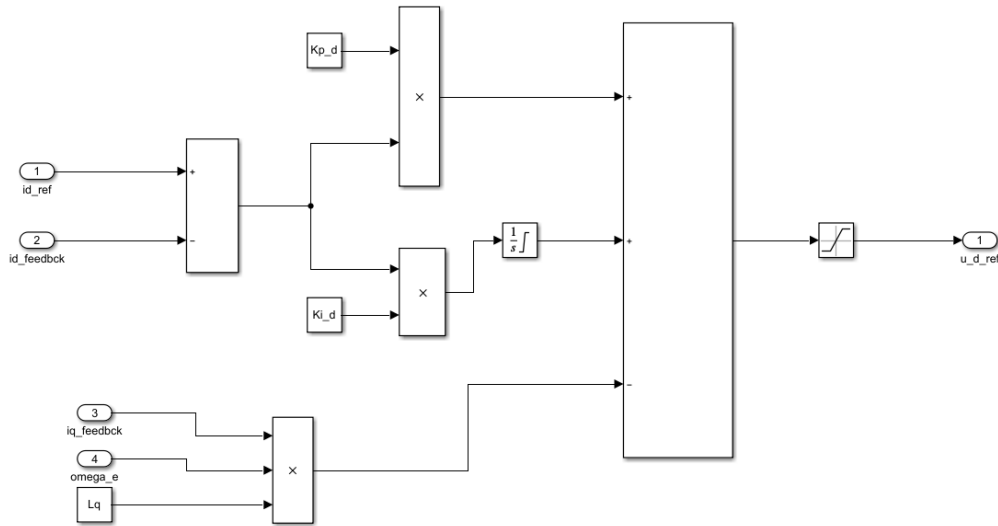 Kp_d
×
+
+
1
id_ref
−
2
id_feedbck
1
s
+
1
u_d_ref
×
Ki_d
−
3
iq_feedbck
4
omega_e
×
Lq